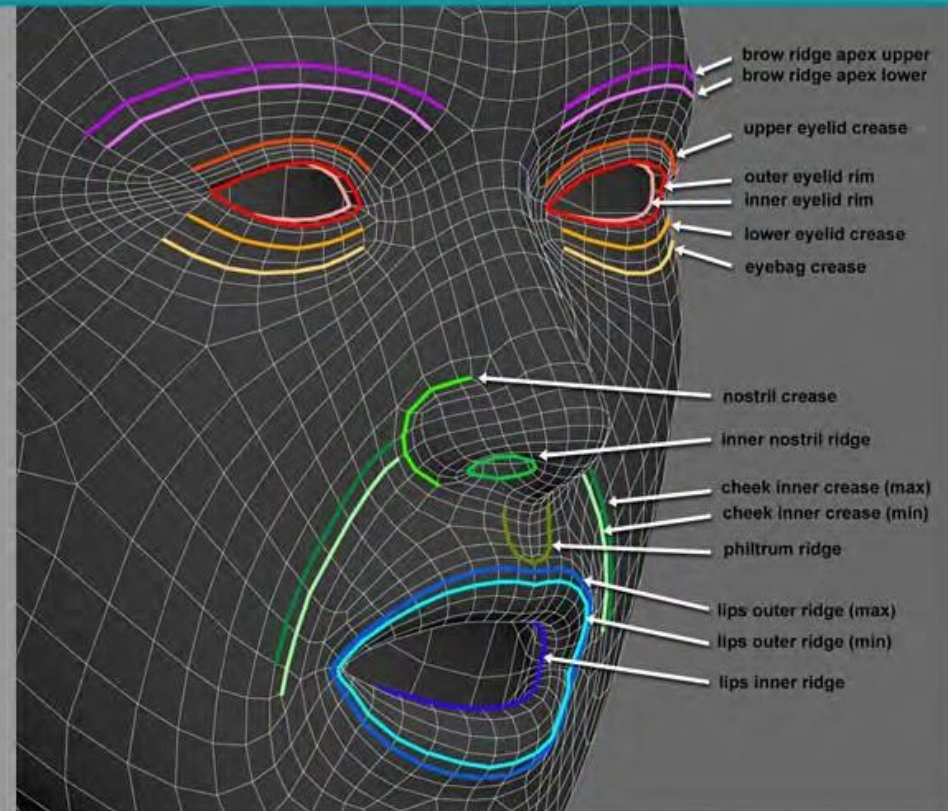 brow ridge apex upper
brow ridge apex lower
upper eyelid crease
outer eyelid rim
inner eyelid rim
lower eyelid crease
eyebag crease
nostril crease
inner nostril ridge
cheek inner crease (max)
cheek inner crease (min)
philtrum ridge
lips outer ridge (max)
lips outer ridge (min)
lips inner ridge